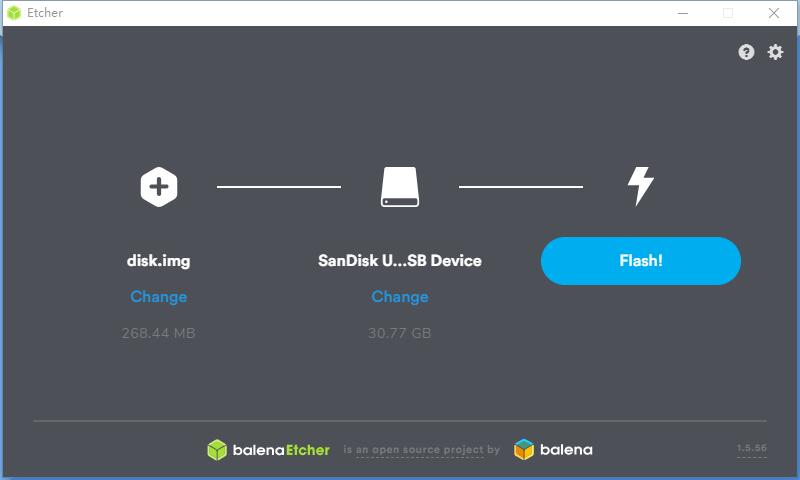 Etcher
disk.img
SanDisk U...SB Device
Flash!
Change
Change
268.44 MB
30.77 GB
balenaEtcher is an open source project by balena
1.5.56